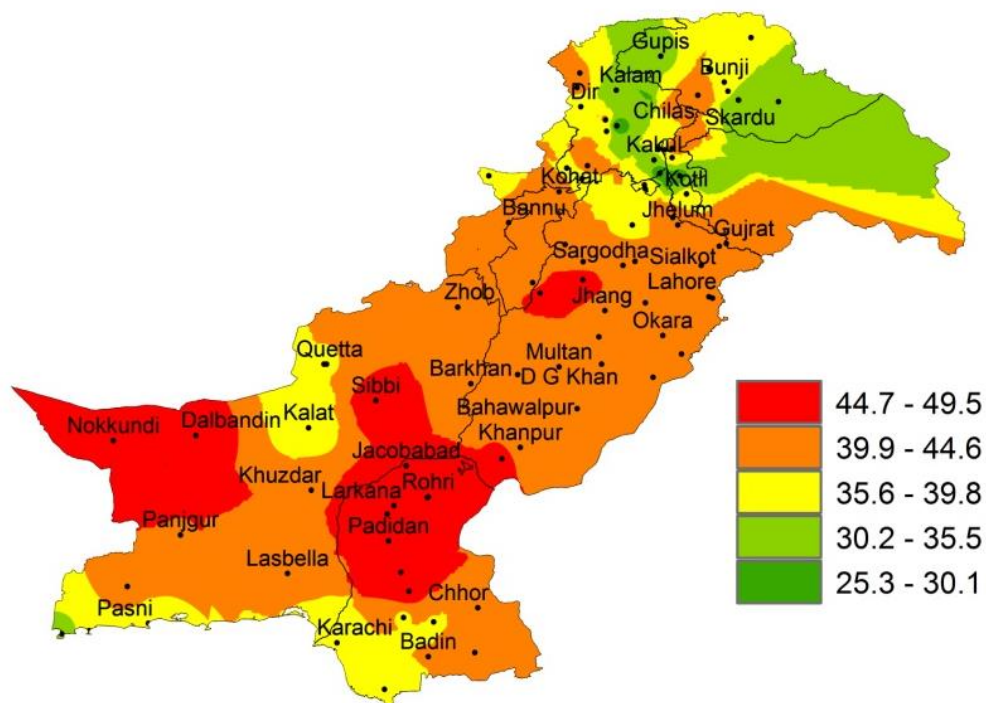 Gupis
Bunji
Kalam
Dir
Chilas
Skardu
Kakul
Kohat
Kotli
Bannu
Jhelum
Gujrat
Sargodha
Sialkot
Lahore
Zhob
Jhang
Okara
Quetta
Multan
Barkhan
D G Khan
Sibbi
Bahawalpur
Kalat
Nokkundi
Dalbandin
Khanpur
Jacobabad
Khuzdar
Larkana
Rohri
Panjgur
Padidan
Lasbella
Chhor
Pasni
Karachi
Badin
44.7 - 49.5
39.9 - 44.6
35.6 - 39.8
30.2 - 35.5
25.3 - 30.1